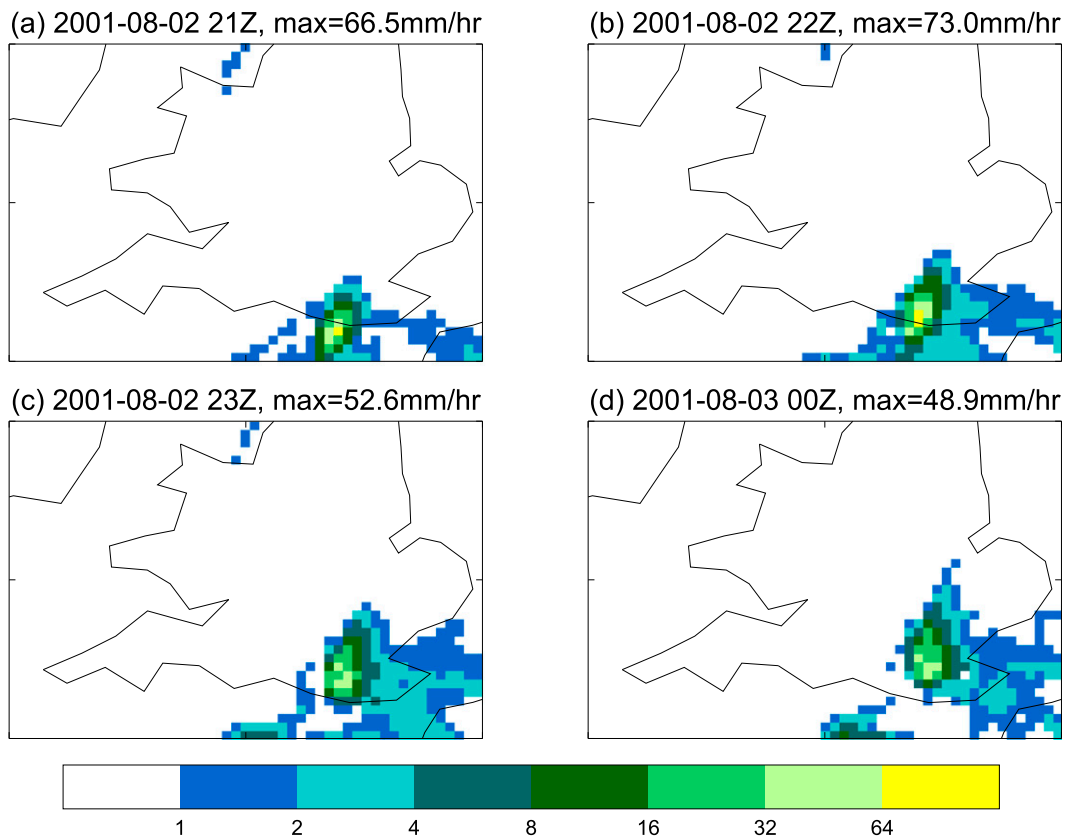 (a) 2001-08-02 21Z, max=66.5mm/hr
(b) 2001-08-02 22Z, max=73.0mm/hr
(c) 2001-08-02 23Z, max=52.6mm/hr
(d) 2001-08-03 00Z, max=48.9mm/hr
1 2 4 8 16 32 64